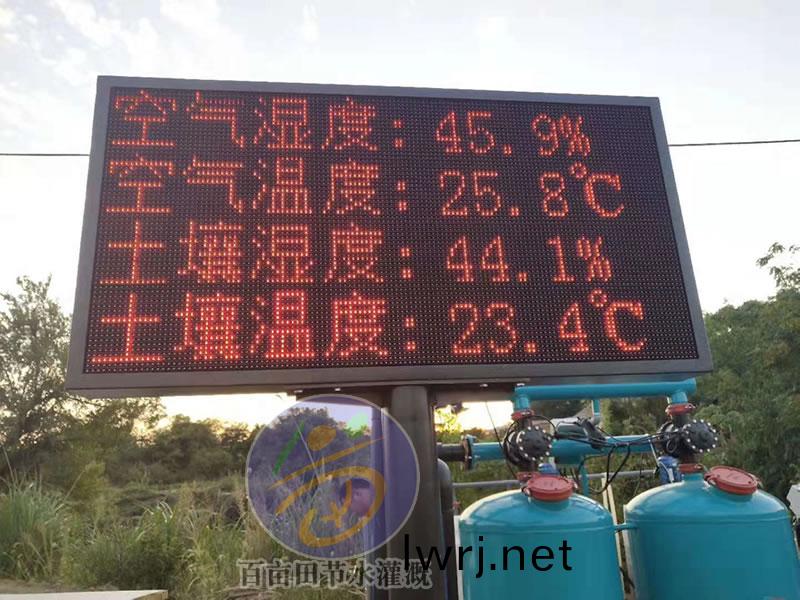 空气湿度：45.9%
空气温度：25.8℃
土壤湿度：44.1%
土壤温度：23.4℃
百亩田节水灌溉
lwrj.net